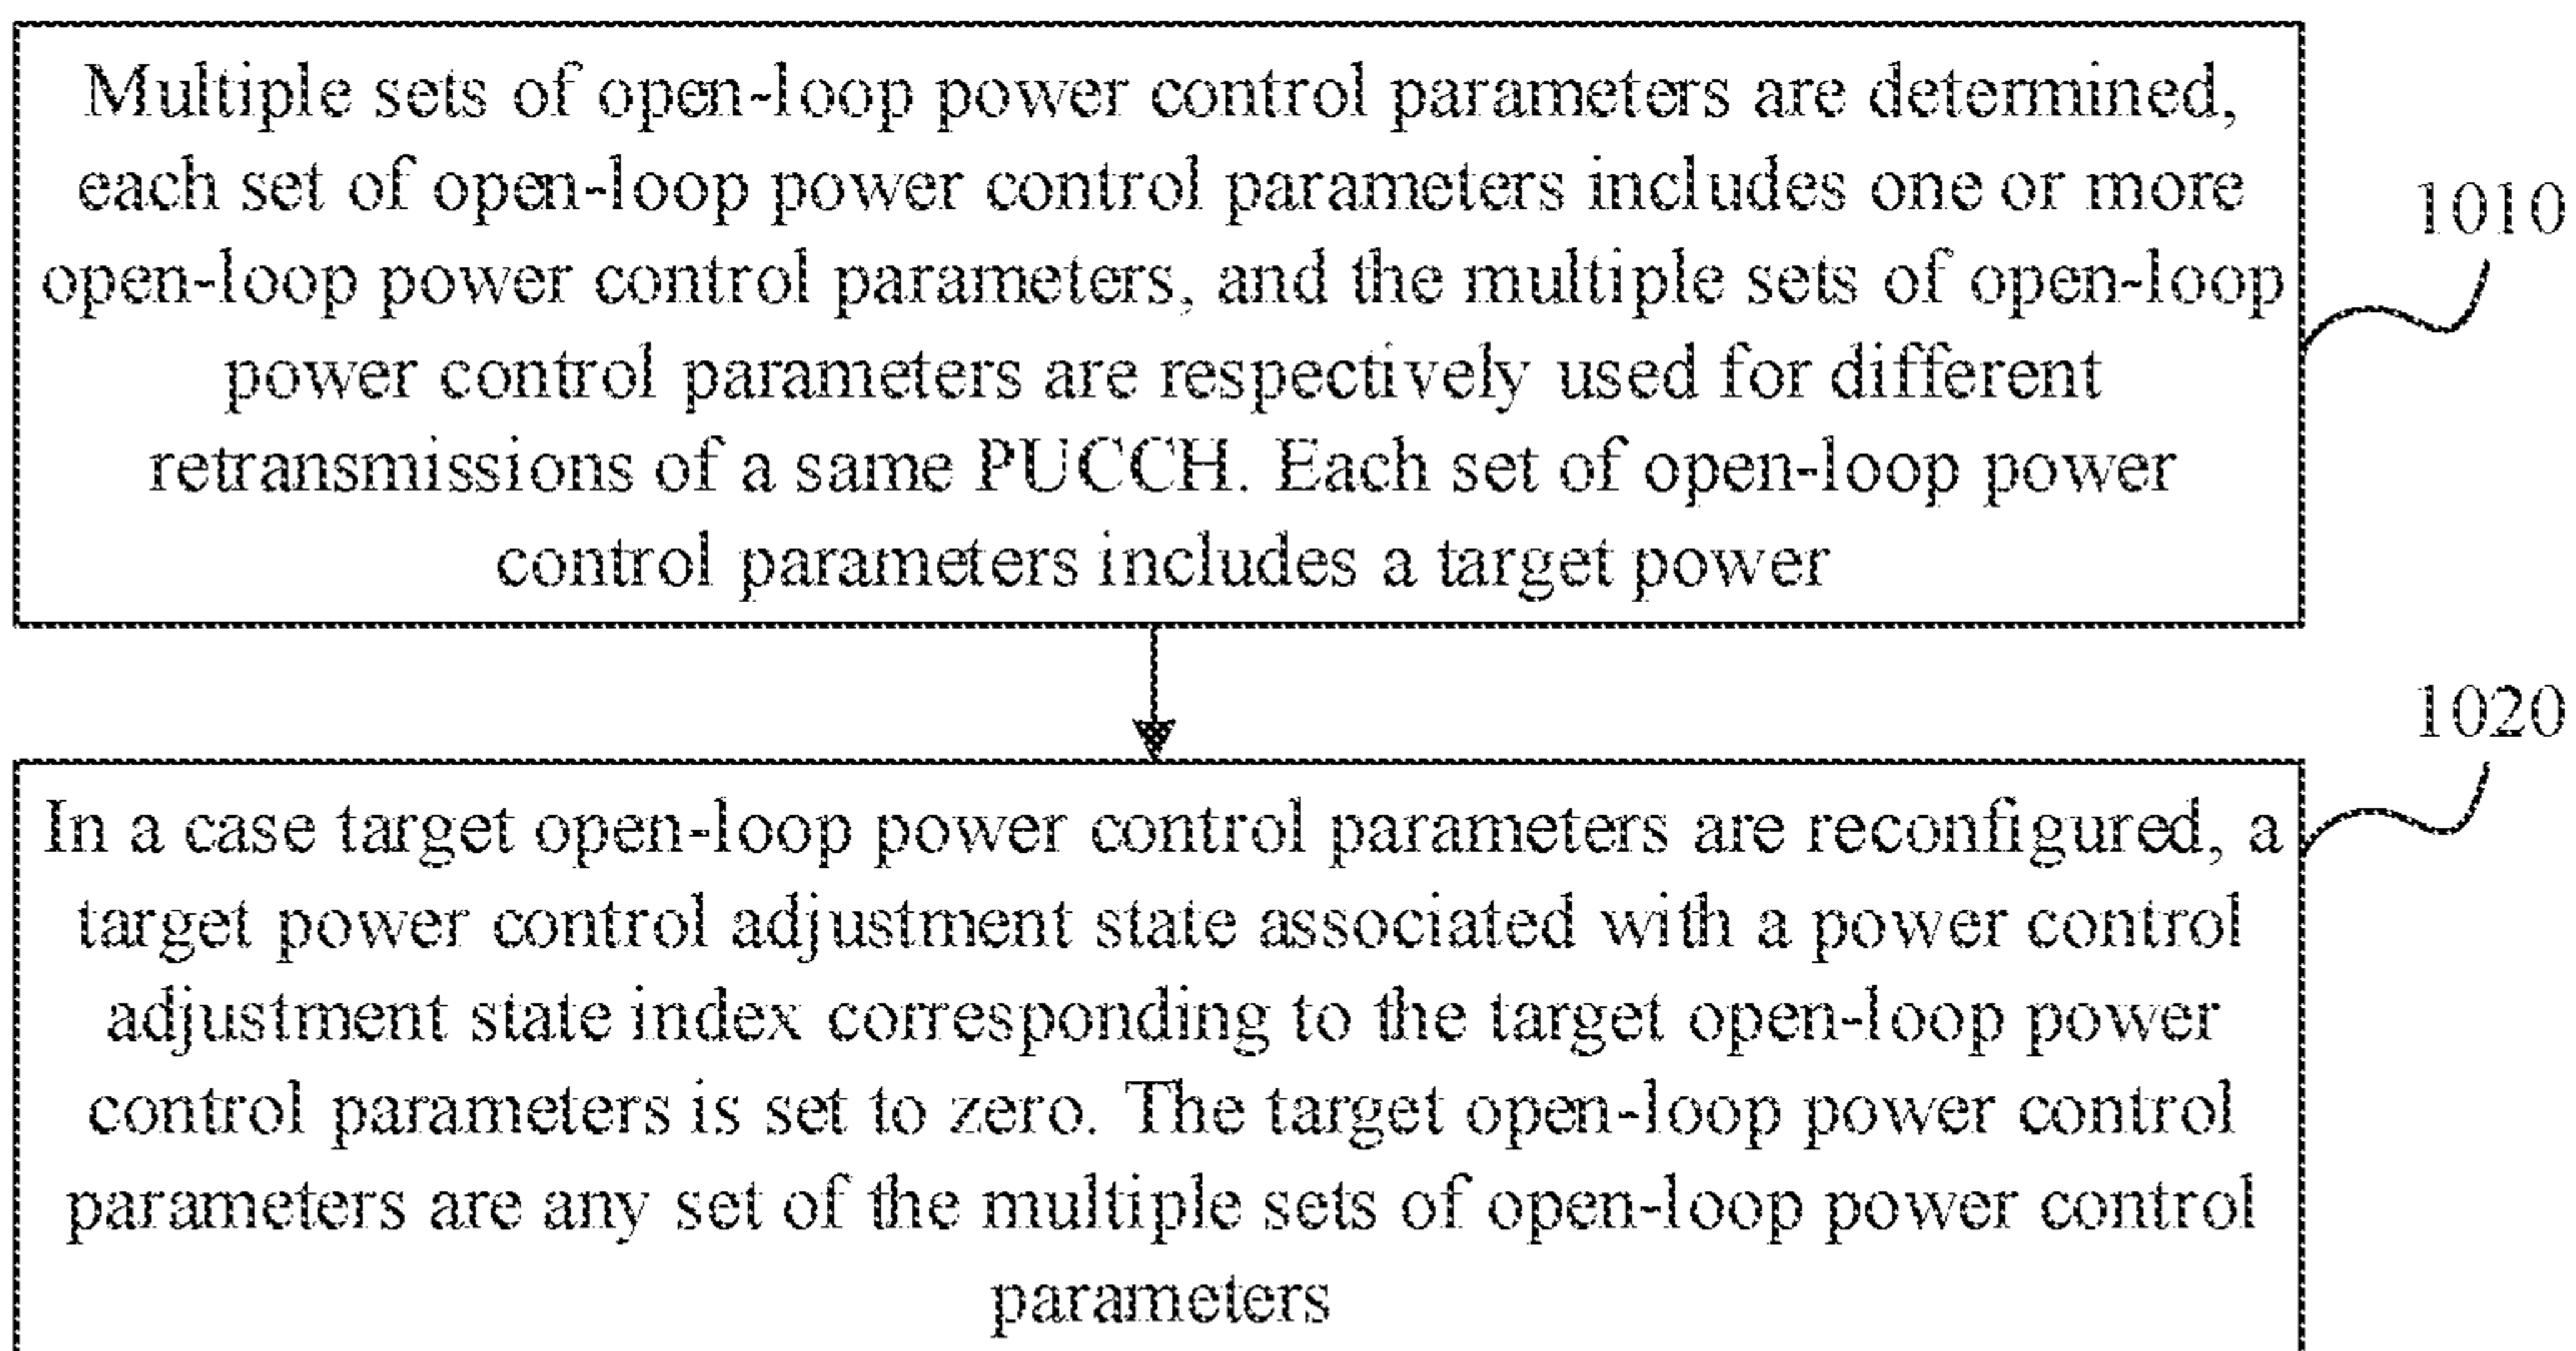 Multiple sets of open-loop power control parameters are determined,
each set of open-loop power control parameters includes one or more
open-loop power control parameters, and the multiple sets of open-loop
power control parameters are respectively used for different
retransmissions of a same PUCCH. Each set of open-loop power
control parameters includes a target power
1010
1020
In a case target open-loop power control parameters are reconfigured, a
target power control adjustment state associated with a power control
adjustment state index corresponding to the target open-loop power
control parameters is set to zero. The target open-loop power control
parameters are any set of the multiple sets of open-loop power control
parameters